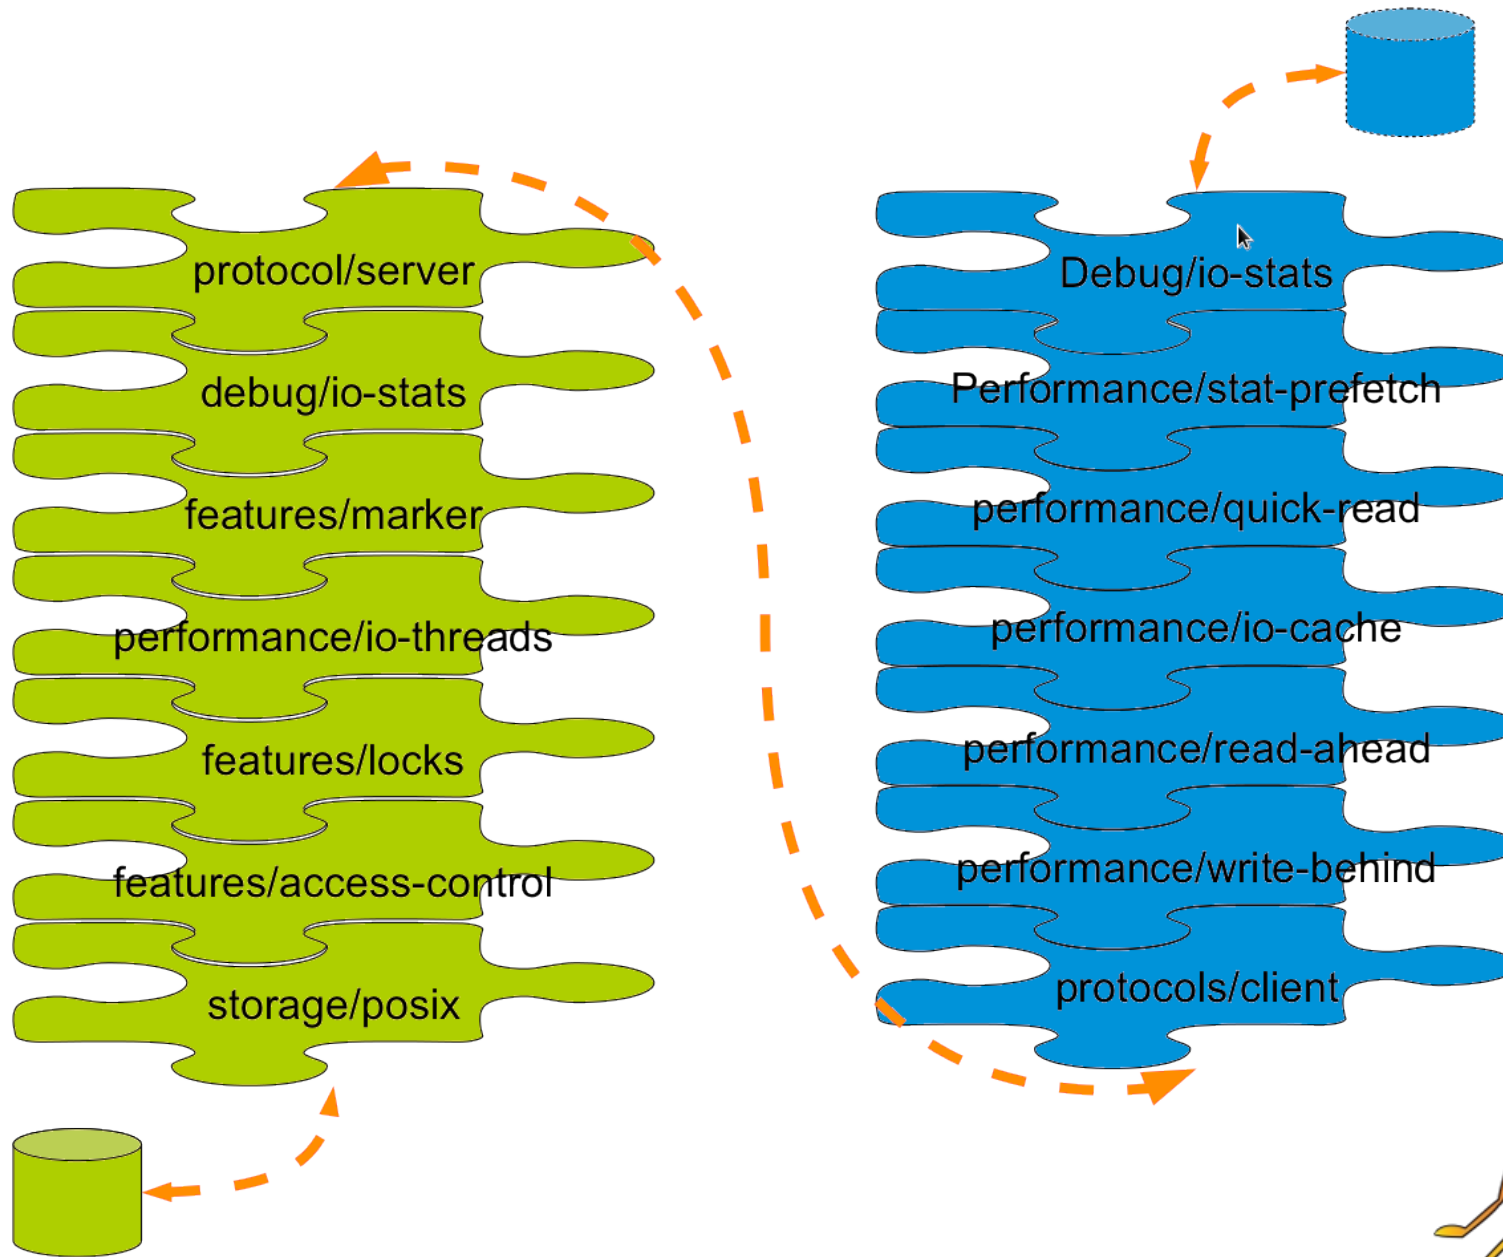 protocol/server
debug/io-stats
features/marker
performance/io-threads
features/locks
features/access-control
storage/posix
Debug/io-stats
Performance/stat-prefetch
performance/quick-read
performance/io-cache
performance/read-ahead
performance/write-behind
protocols/client